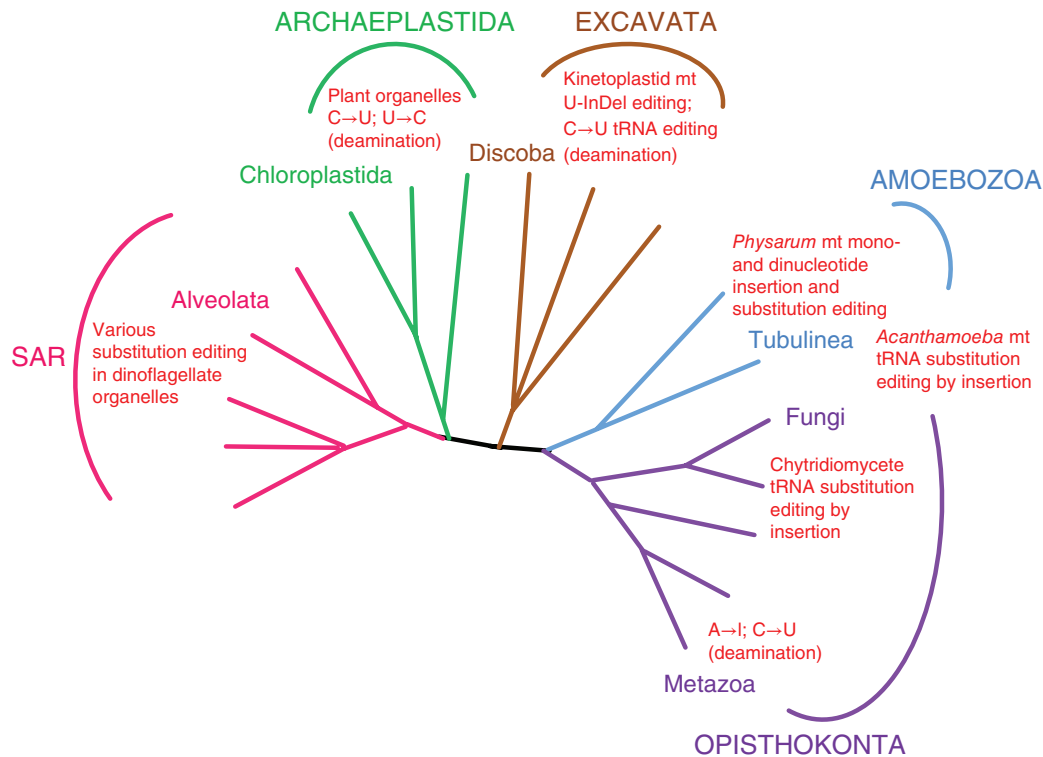 ARCHAEPLASTIDA
EXCAVATA
Plant organelles
C→U; U→C
(deamination)
Kinetoplastid mt
U-InDel editing;
C→U tRNA editing
(deamination)
Discoba
Chloroplastida
AMOEBOZOA
Physarum mt mono-
and dinucleotide
insertion and
substitution editing
Alveolata
SAR
Various
substitution editing
in dinoflagellate
organelles
Tubulinea
Acanthamoeba mt
tRNA substitution
editing by insertion
Fungi
Chytridiomycete
tRNA substitution
editing by
insertion
A→I; C→U
(deamination)
Metazoa
OPISTHOKONTA